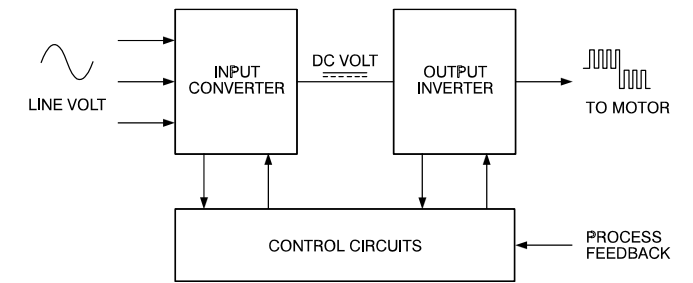 LINE VOLT
INPUT
CONVERTER
DC VOLT
OUTPUT
INVERTER
TO MOTOR
CONTROL CIRCUITS
PROCESS
FEEDBACK